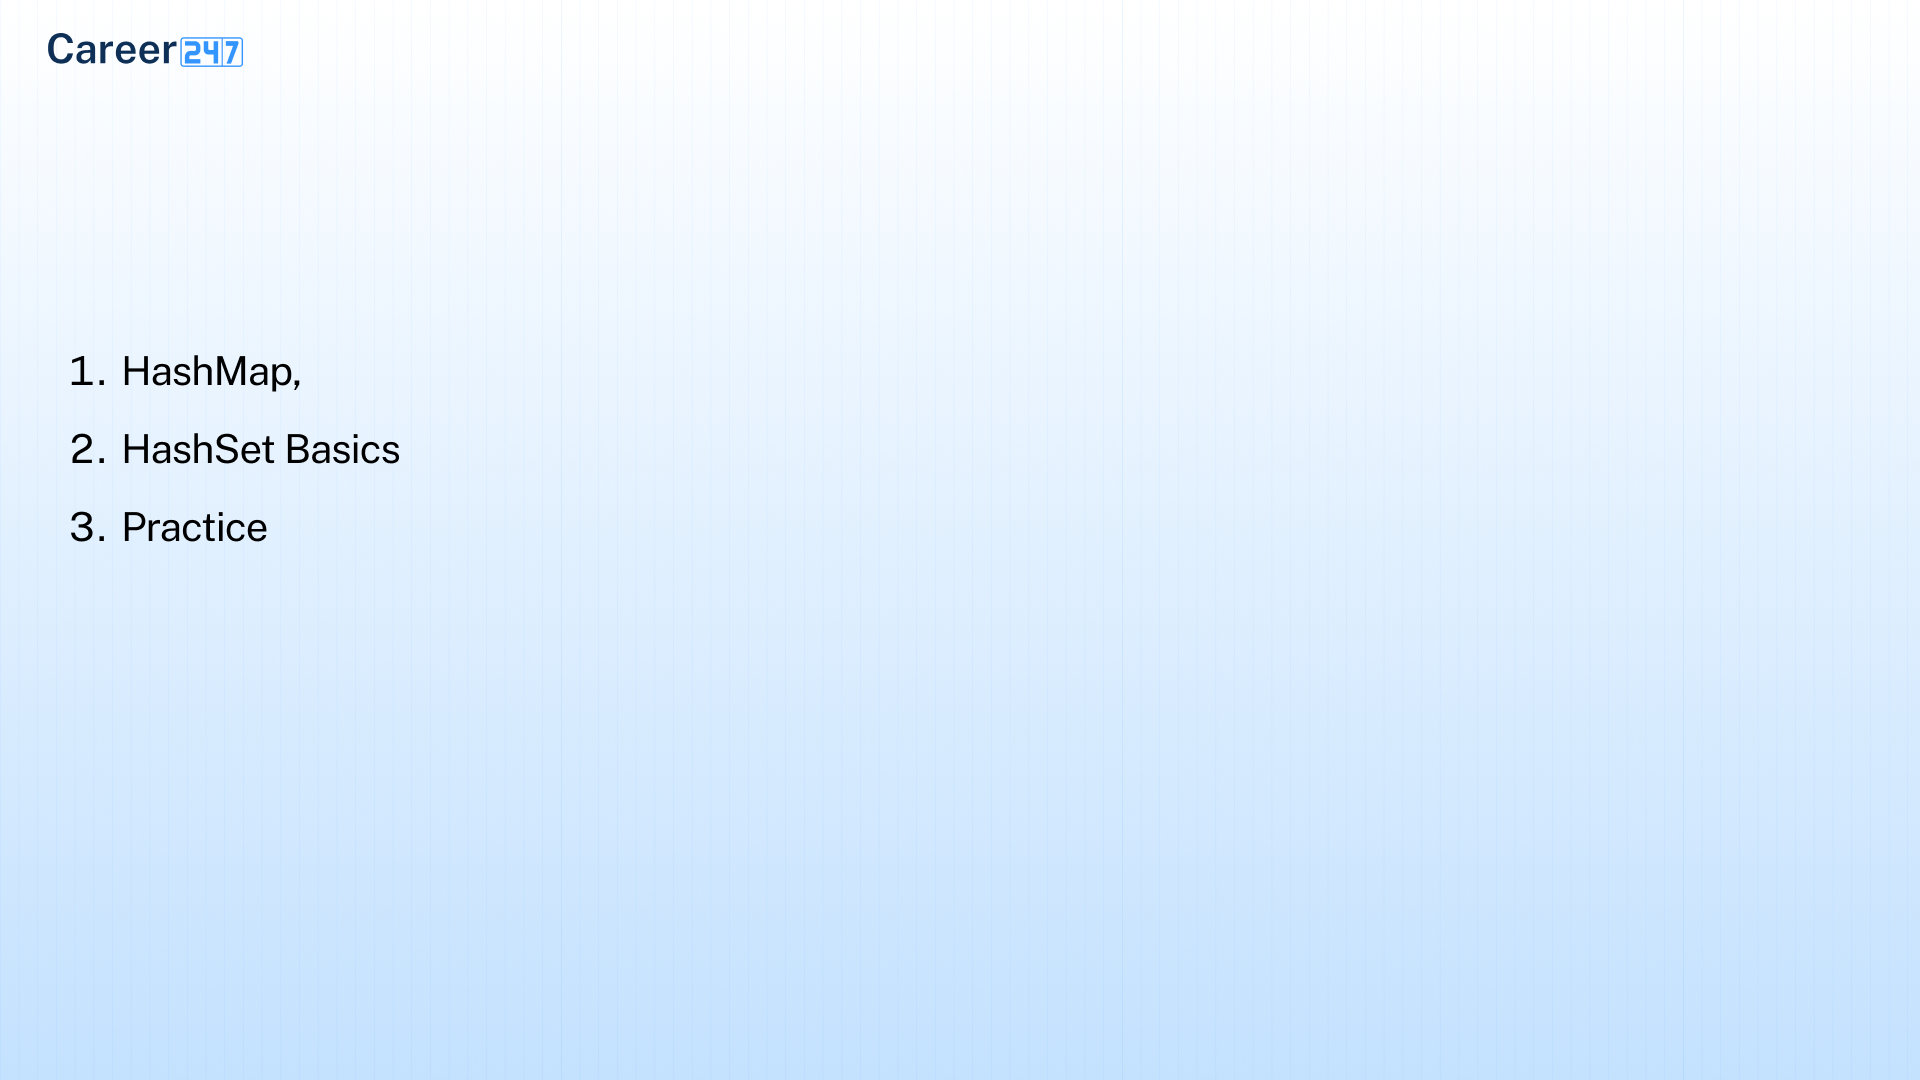 Career247
1. HashMap,
2. HashSet Basics
3. Practice